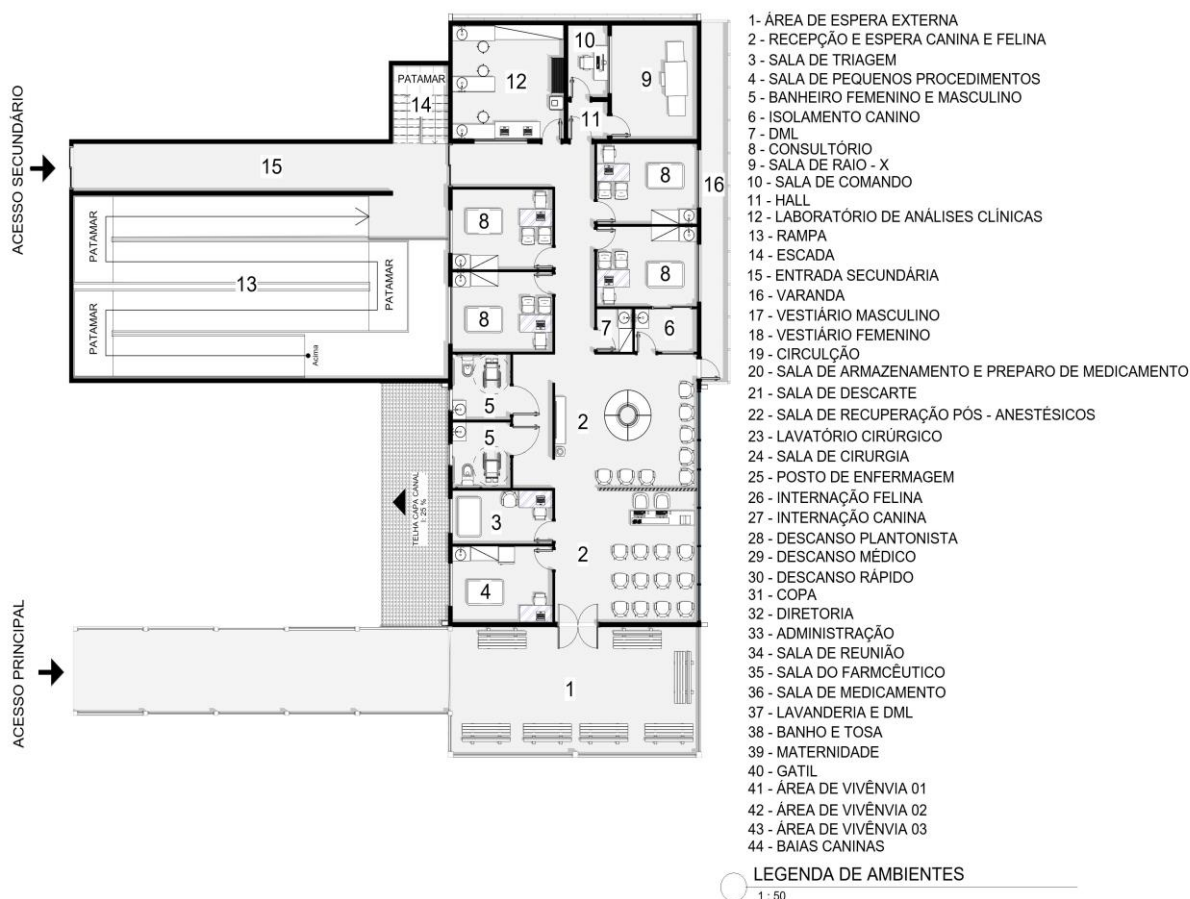 PATAMAR
14
12
10
9
11
ACESSO SECUNDÁRIO
15
8
8
16
8
8
PATAMAR
13
PATAMAR
PATAMAR
Acima
7
6
5
5
2
TELHA CAPA CANAL
I: 25 %
3
2
4
ACESSO PRINCIPAL
1
1- ÁREA DE ESPERA EXTERNA
2 - RECEPÇÃO E ESPERA CANINA E FELINA
3 - SALA DE TRIAGEM
4 - SALA DE PEQUENOS PROCEDIMENTOS
5 - BANHEIRO FEMENINO E MASCULINO
6 - ISOLAMENTO CANINO
7 - DML
8 - CONSULTÓRIO
9 - SALA DE RAIO - X
10 - SALA DE COMANDO
11 - HALL
12 - LABORATÓRIO DE ANÁLISES CLÍNICAS
13 - RAMPA
14 - ESCADA
15 - ENTRADA SECUNDÁRIA
16 - VARANDA
17 - VESTIÁRIO MASCULINO
18 - VESTIÁRIO FEMENINO
19 - CIRCULÇÃO
20 - SALA DE ARMAZENAMENTO E PREPARO DE MEDICAMENTO
21 - SALA DE DESCARTE
22 - SALA DE RECUPERAÇÃO PÓS - ANESTÉSICOS
23 - LAVATÓRIO CIRÚRGICO
24 - SALA DE CIRURGIA
25 - POSTO DE ENFERMAGEM
26 - INTERNAÇÃO FELINA
27 - INTERNAÇÃO CANINA
28 - DESCANSO PLANTONISTA
29 - DESCANSO MÉDICO
30 - DESCANSO RÁPIDO
31 - COPA
32 - DIRETORIA
33 - ADMINISTRAÇÃO
34 - SALA DE REUNIÃO
35 - SALA DO FARMCÊUTICO
36 - SALA DE MEDICAMENTO
37 - LAVANDERIA E DML
38 - BANHO E TOSA
39 - MATERNIDADE
40 - GATIL
41 - ÁREA DE VIVÊNVIA 01
42 - ÁREA DE VIVÊNVIA 02
43 - ÁREA DE VIVÊNVIA 03
44 - BAIAS CANINAS
LEGENDA DE AMBIENTES
1 : 50